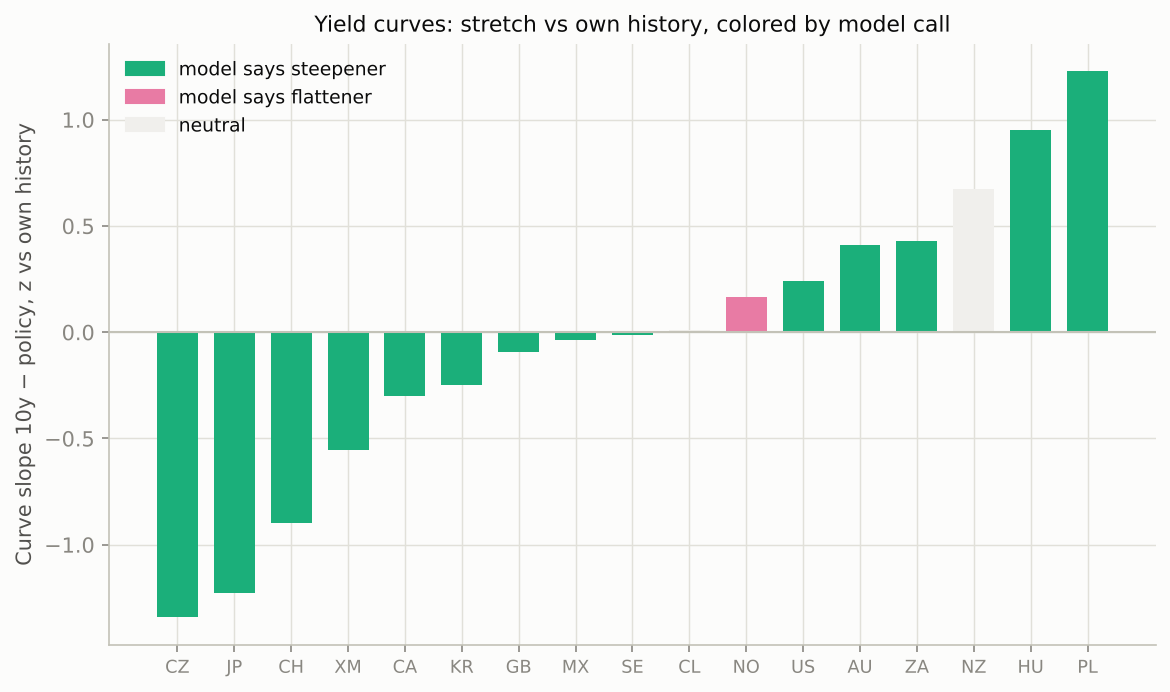 Yield curves: stretch vs own history, colored by model call
model says steepener
model says flattener
neutral
Curve slope 10y − policy, z vs own history
1.0
0.5
0.0
−0.5
−1.0
CZ JP CH XM CA KR GB MX SE CL NO US AU ZA NZ HU PL